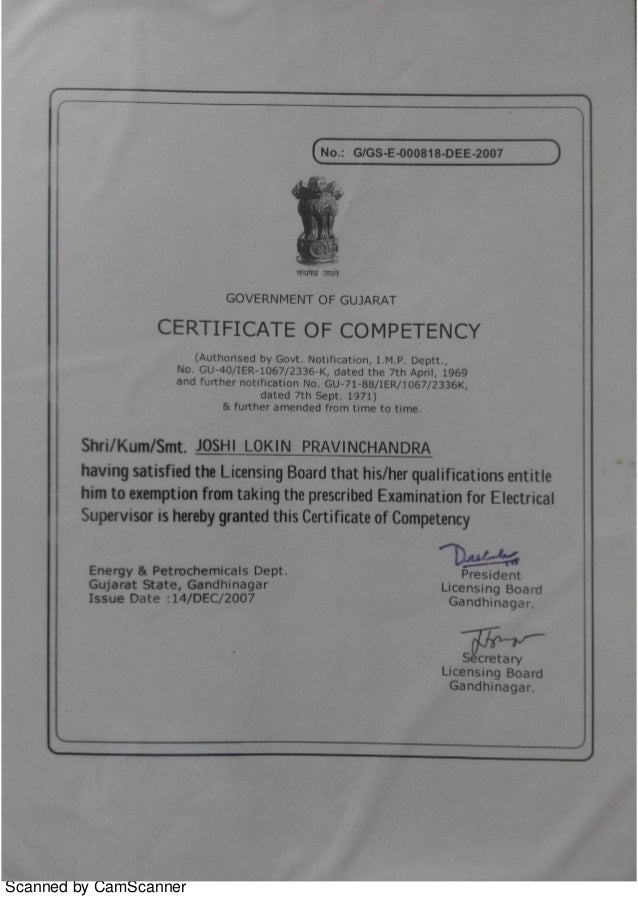 No.: G/GS-E-000818-DEE-2007
सत्यमेव जयते
GOVERNMENT OF GUJARAT
CERTIFICATE OF COMPETENCY
(Authorised by Govt. Notification, I.M.P. Deptt.,
No. GU-40/IER-1067/2336-K, dated the 7th April, 1969
and further notification No. GU-71-88/IER/1067/2336K,
dated 7th Sept. 1971)
& further amended from time to time.
Shri/Kum/Smt. JOSHI LOKIN PRAVINCHANDRA
having satisfied the Licensing Board that his/her qualifications entitle
him to exemption from taking the prescribed Examination for Electrical
Supervisor is hereby granted this Certificate of Competency
Energy & Petrochemicals Dept.
Gujarat State, Gandhinagar
Issue Date :14/DEC/2007
President
Licensing Board
Gandhinagar.
Secretary
Licensing Board
Gandhinagar.
Scanned by CamScanner